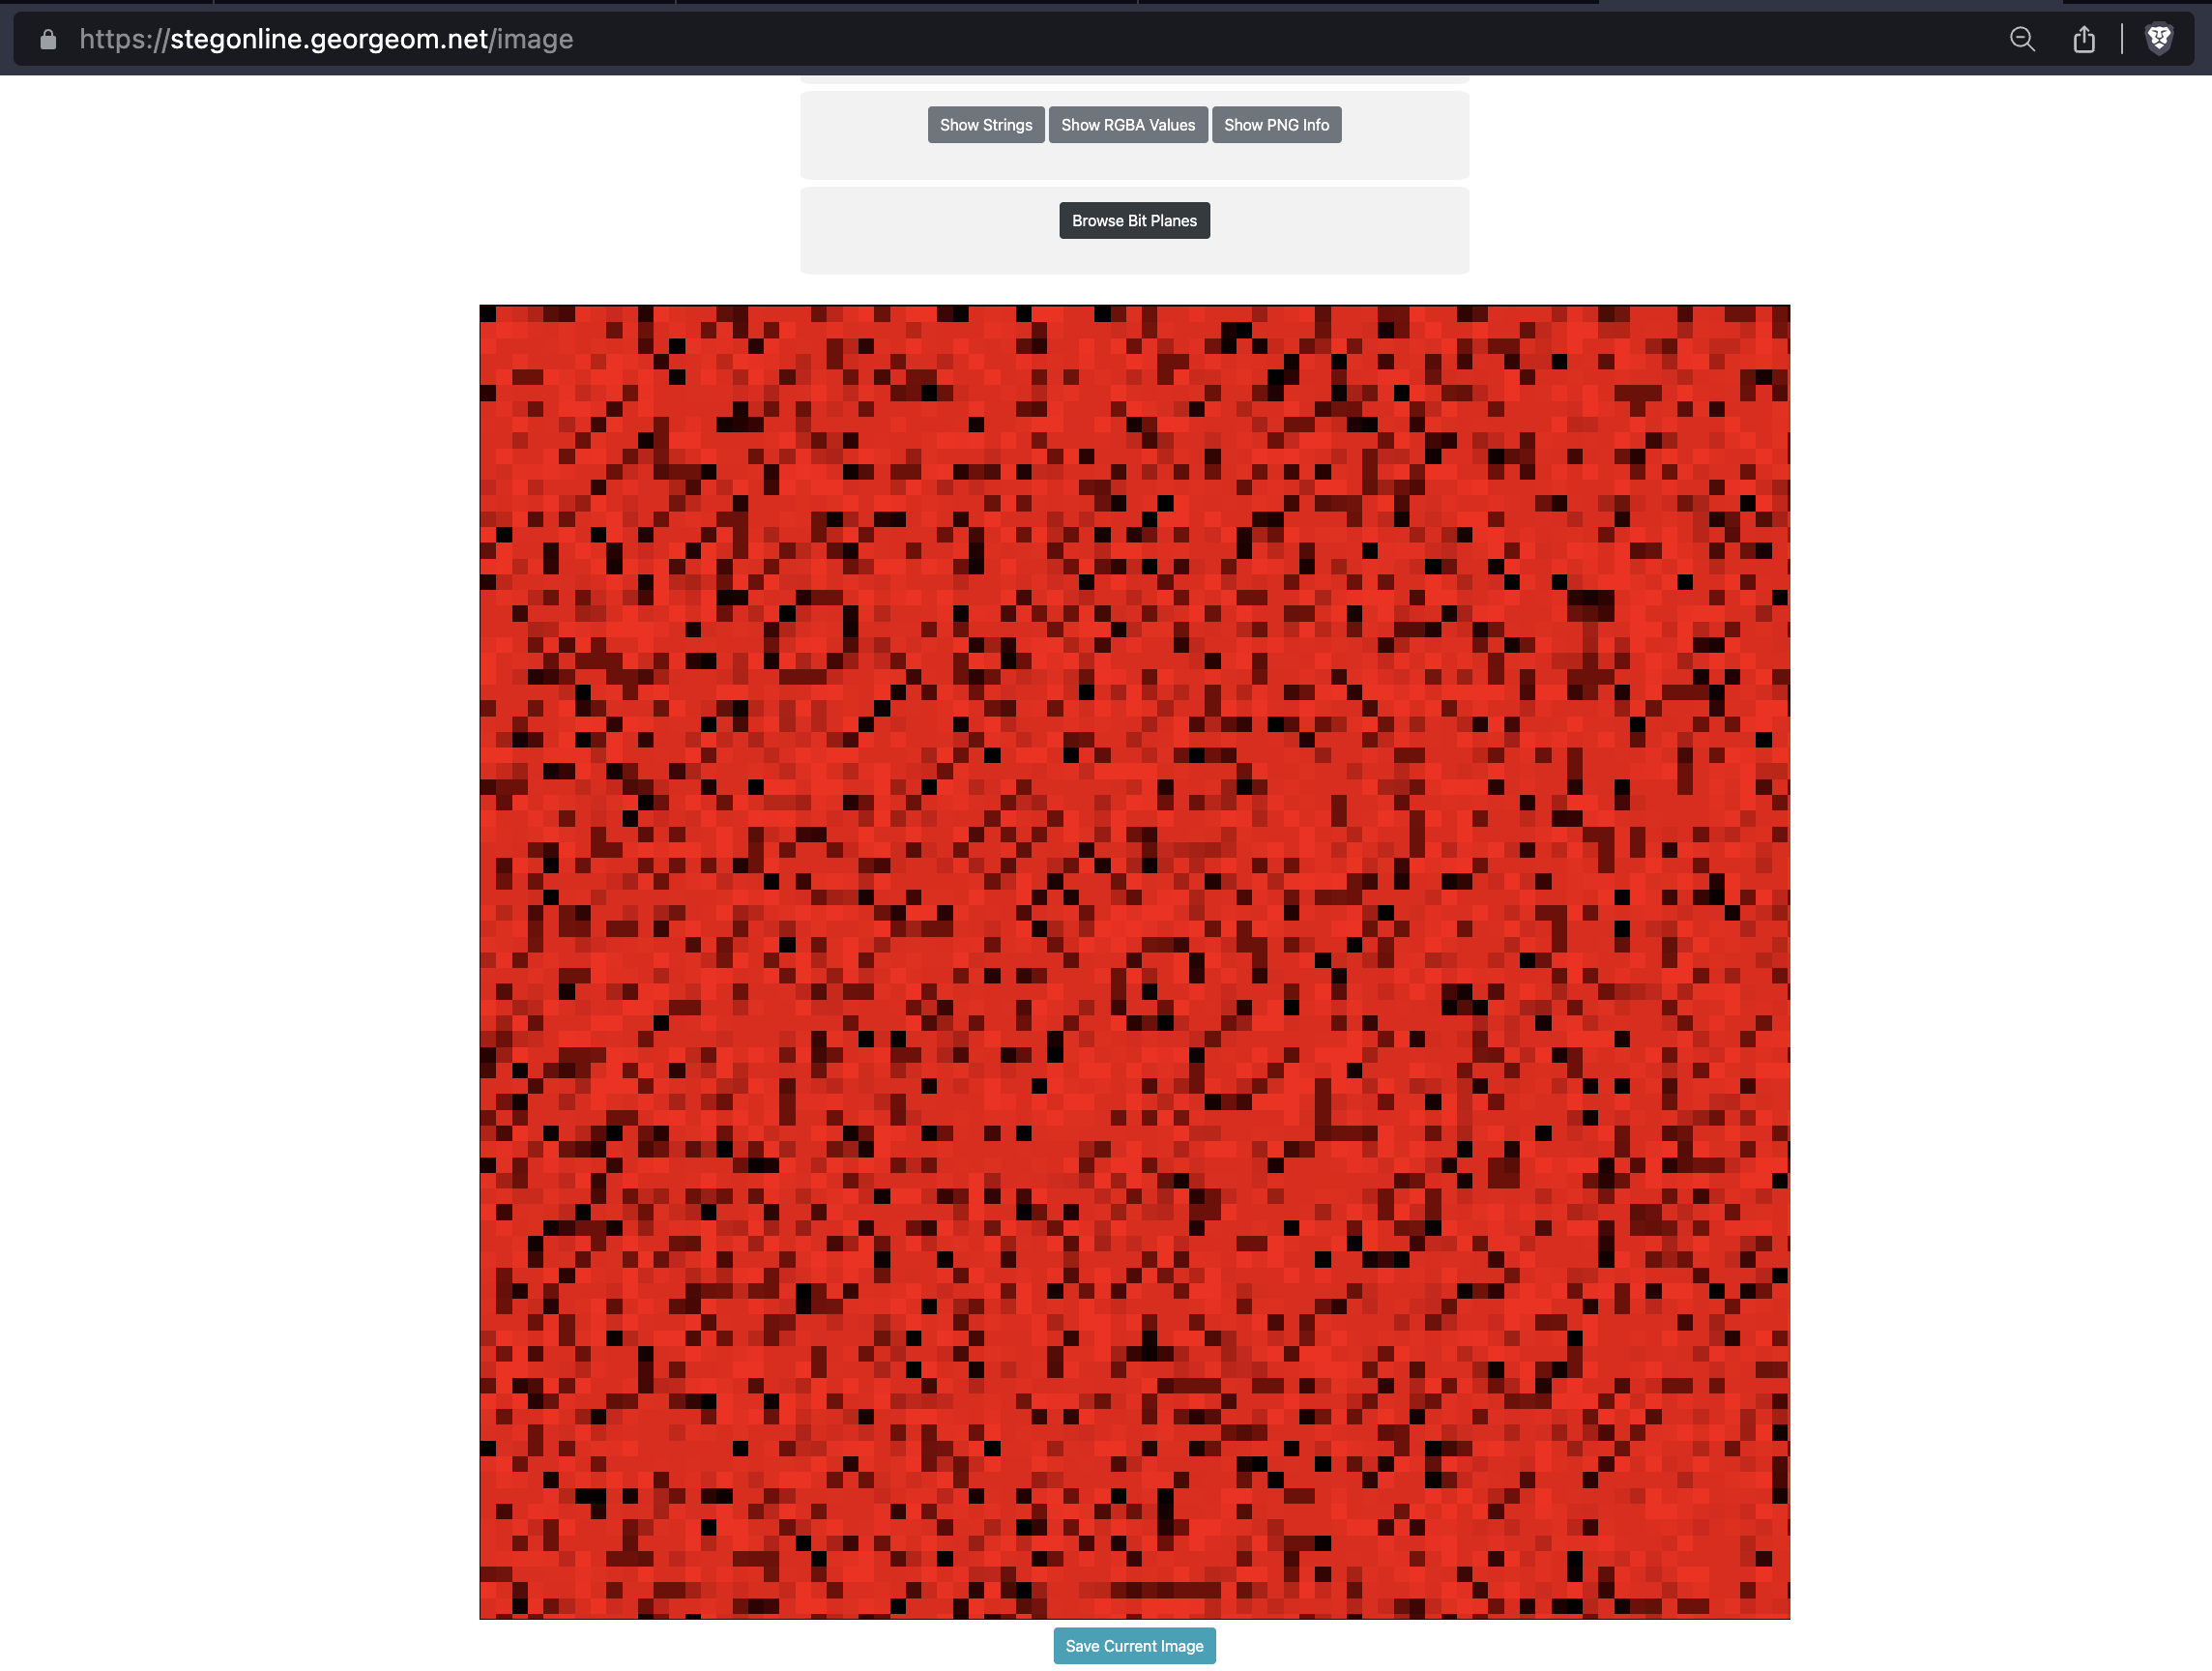 https://stegonline.georgeom.net/image
Show Strings Show RGBA Values Show PNG Info
Browse Bit Planes
Save Current Image